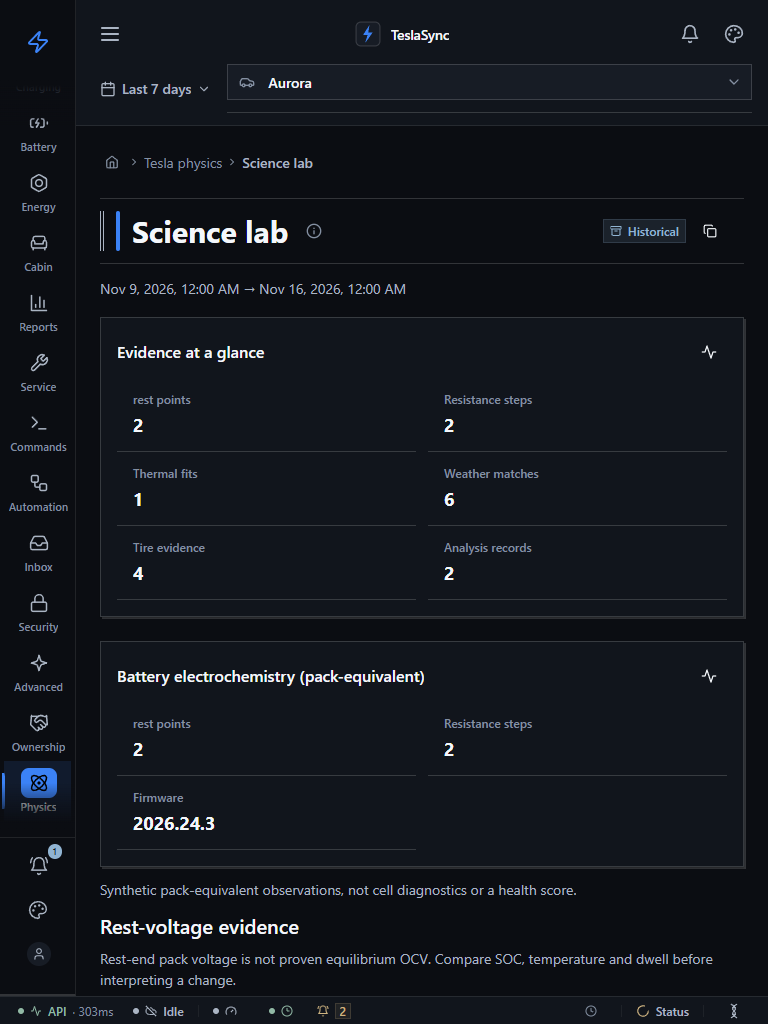 TeslaSync
Last 7 days
Aurora
Charging
Battery
Energy
Cabin
Reports
Service
Commands
Automation
Inbox
Security
Advanced
Ownership
Physics
1
Tesla physics
Science lab
Science lab
Historical
Nov 9, 2026, 12:00 AM → Nov 16, 2026, 12:00 AM
Evidence at a glance
rest points
2
Resistance steps
2
Thermal fits
1
Weather matches
6
Tire evidence
4
Analysis records
2
Battery electrochemistry (pack-equivalent)
rest points
2
Resistance steps
2
Firmware
2026.24.3
Synthetic pack-equivalent observations, not cell diagnostics or a health score.
Rest-voltage evidence
Rest-end pack voltage is not proven equilibrium OCV. Compare SOC, temperature and dwell before
interpreting a change.
API · 303ms
Idle
2
Status